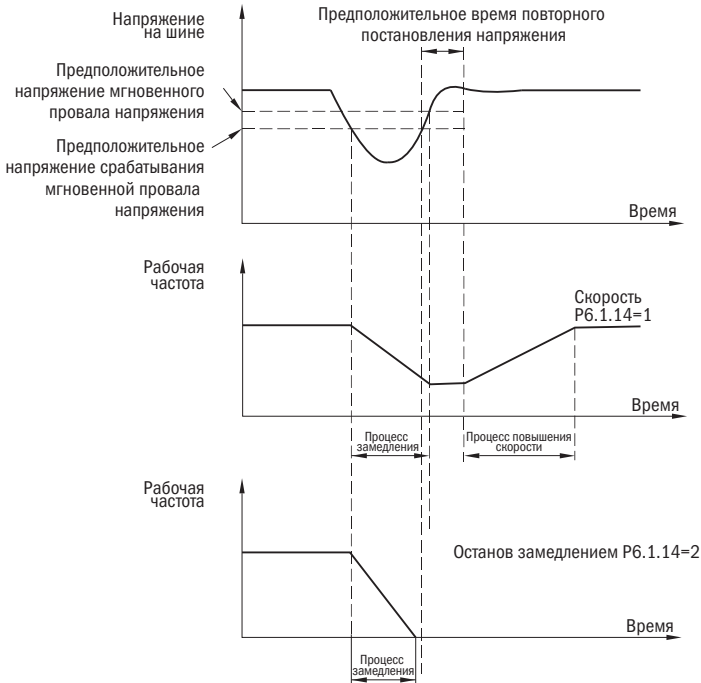 Напряжение
на шине
Предположительное время повторного
постановления напряжения
Предположительное
напряжение мгновенного
провала напряжения
Предположительное
напряжение срабатывания
мгновенной провала
напряжения
Время
Рабочая
частота
Скорость
P6.1.14=1
Время
Процесс
замедления
Процесс повышения
скорости
Рабочая
частота
Останов замедлением P6.1.14=2
Время
Процесс
замедления